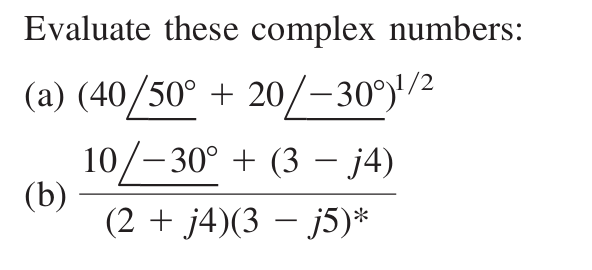 Evaluate these complex numbers:
(a) (40/50° + 20/−30°)1/2
10/−30° + (3 − j4)
(b)
(2 + j4)(3 − j5)*